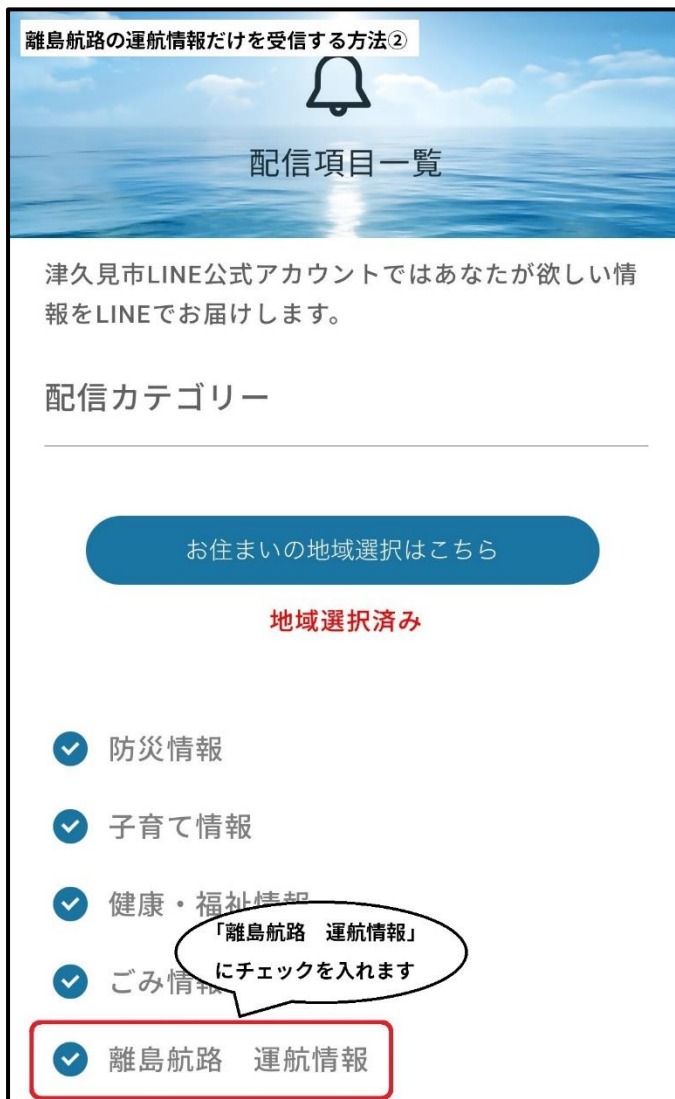 離島航路の運航情報だけを受信する方法②
配信項目一覧
津久見市LINE公式アカウントではあなたが欲しい情
報をLINEでお届けします。
配信カテゴリー
お住まいの地域選択はこちら
地域選択済み
防災情報
子育て情報
健康・福祉情報
「離島航路　運航情報」
にチェックを入れます
ごみ情報
離島航路　運航情報